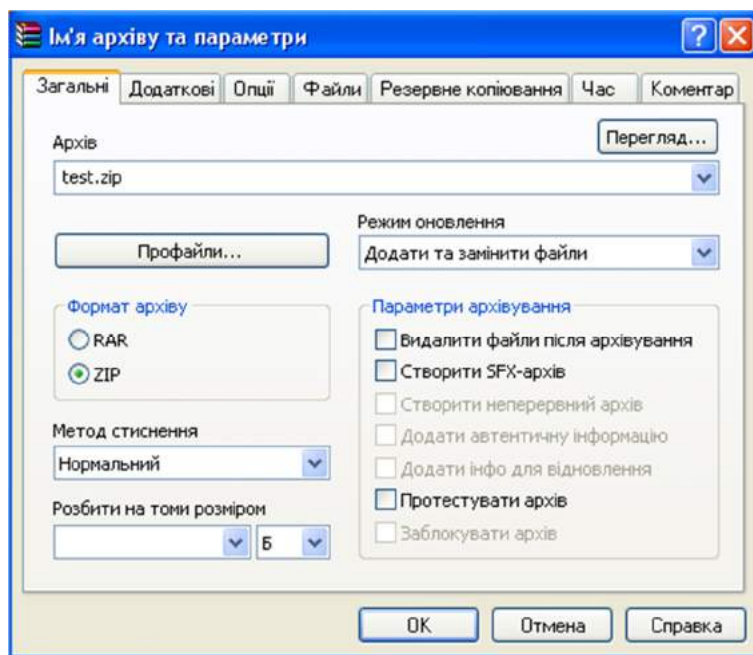 Ім'я архіву та параметри
Загальні Додаткові Опції Файли Резервне копіювання Час Коментар
Архів
Перегляд...
test.zip
Профайли...
Режим оновлення
Додати та замінити файли
Формат архіву
RAR
ZIP
Метод стиснення
Нормальний
Розбити на томи розміром
Б
Параметри архівування
Видалити файли після архівування
Створити SFX-архів
Створити неперервний архів
Додати автентичну інформацію
Додати інфо для відновлення
Протестувати архів
Заблокувати архів
OK Отмена Справка